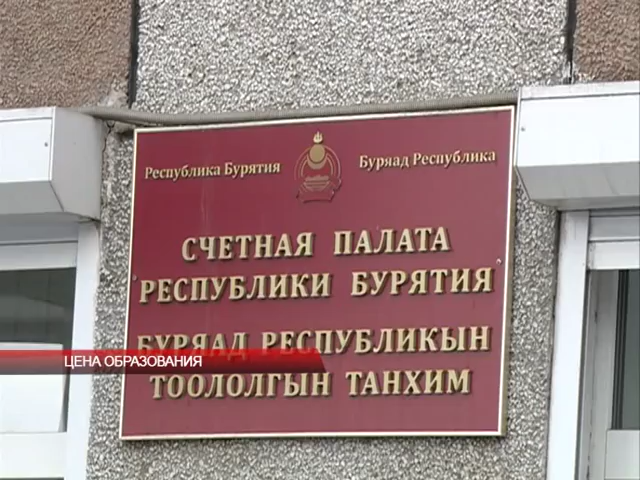 Республика Бурятия
Буряад Республика
СЧЕТНАЯ ПАЛАТА
РЕСПУБЛИКИ БУРЯТИЯ
БУРЯАД РЕСПУБЛИКЫН
ТООЛОЛГЫН ТАНХИМ
ЦЕНА ОБРАЗОВАНИЯ